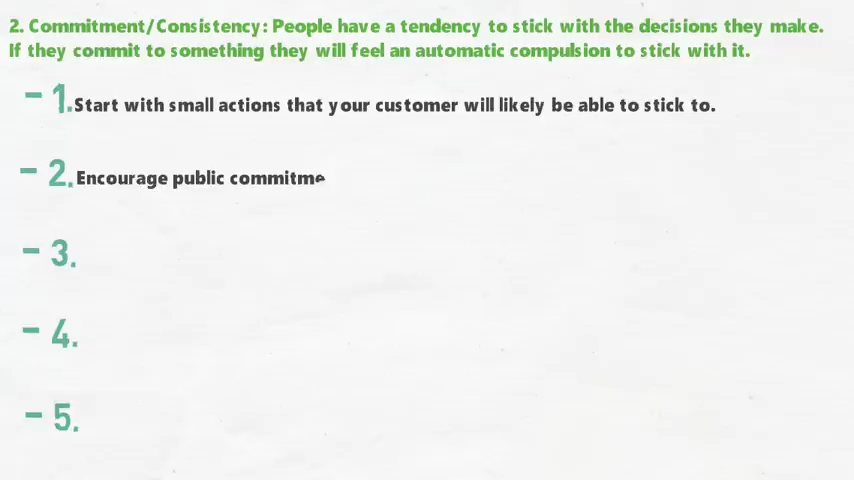 2. Commitment/Consistency: People have a tendency to stick with the decisions they make.
If they commit to something they will feel an automatic compulsion to stick with it.
- 1. Start with small actions that your customer will likely be able to stick to.
- 2. Encourage public commitme
- 3.
- 4.
- 5.